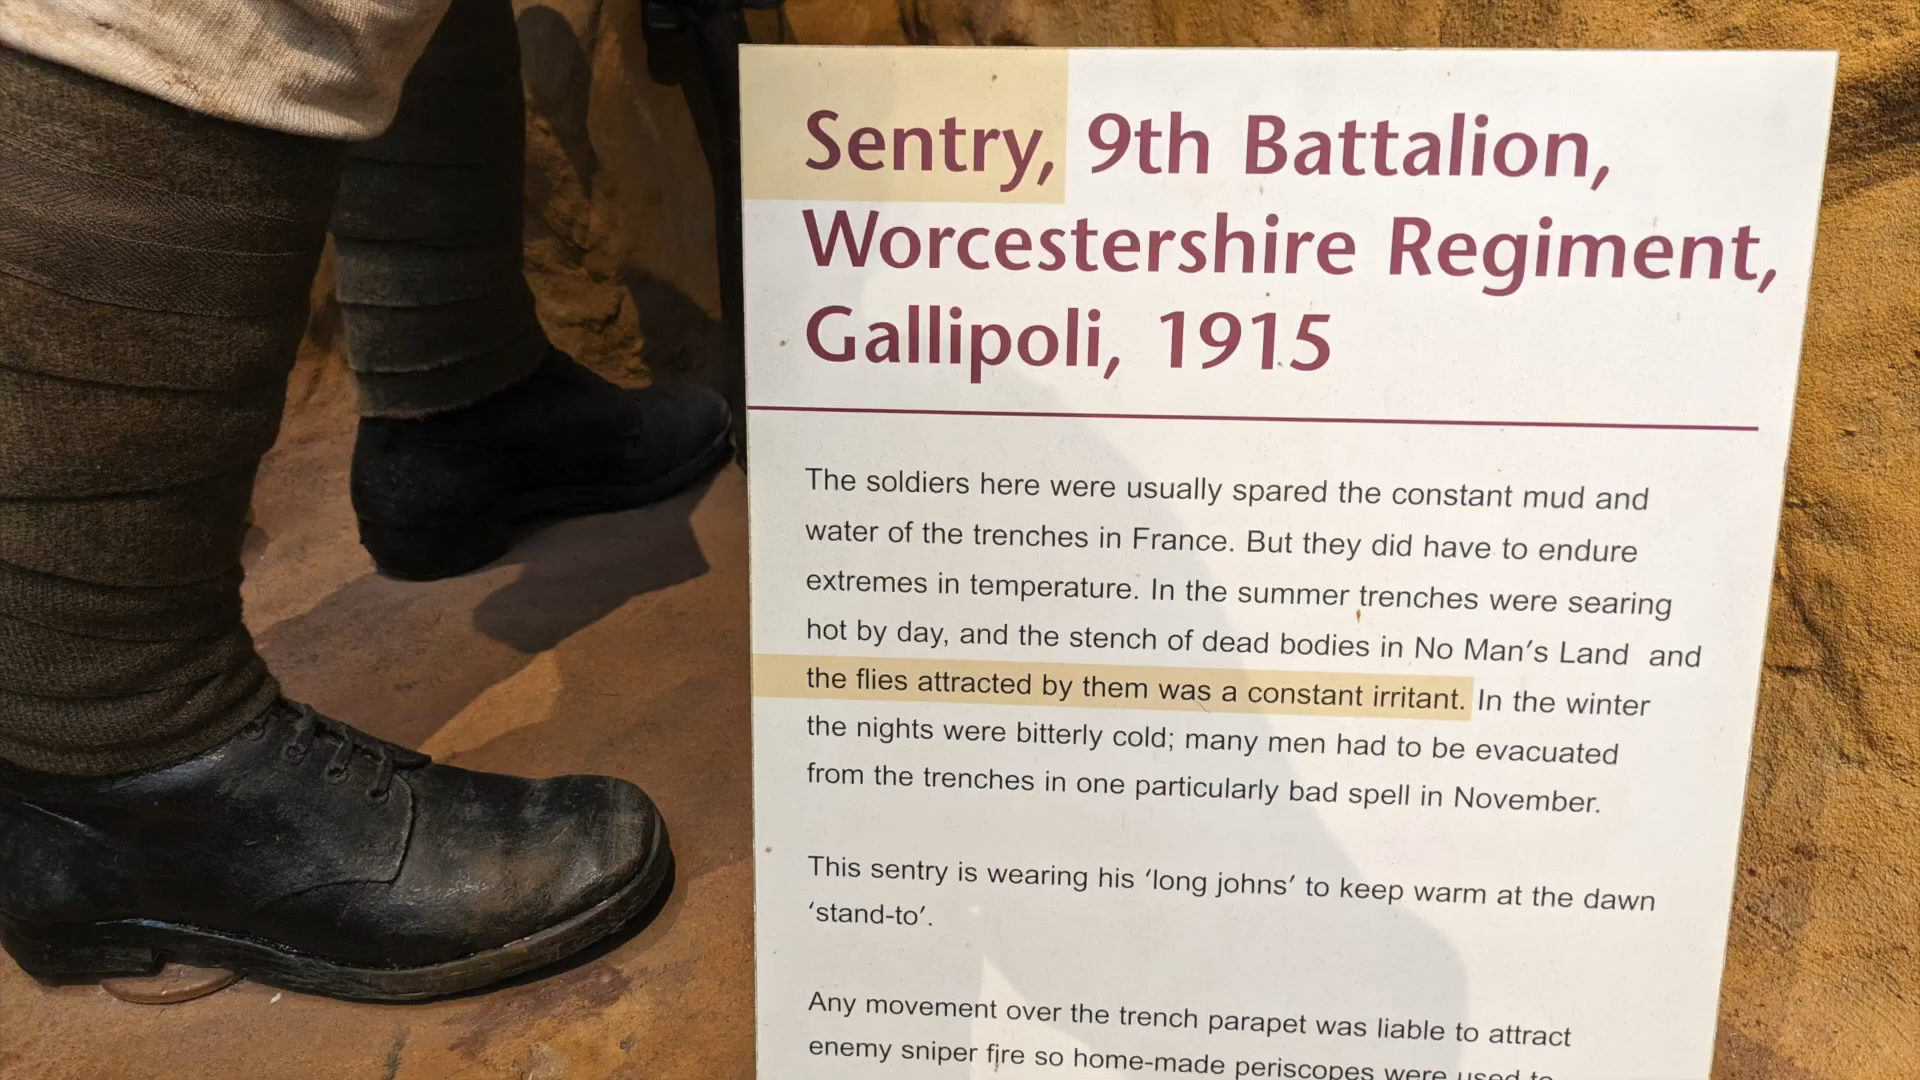 Sentry, 9th Battalion,
Worcestershire Regiment,
Gallipoli, 1915
The soldiers here were usually spared the constant mud and
water of the trenches in France. But they did have to endure
extremes in temperature. In the summer trenches were searing
hot by day, and the stench of dead bodies in No Man's Land and
the flies attracted by them was a constant irritant. In the winter
the nights were bitterly cold; many men had to be evacuated
from the trenches in one particularly bad spell in November.
This sentry is wearing his 'long johns' to keep warm at the dawn
'stand-to'.
Any movement over the trench parapet was liable to attract
enemy sniper fire so home-made periscopes were used to